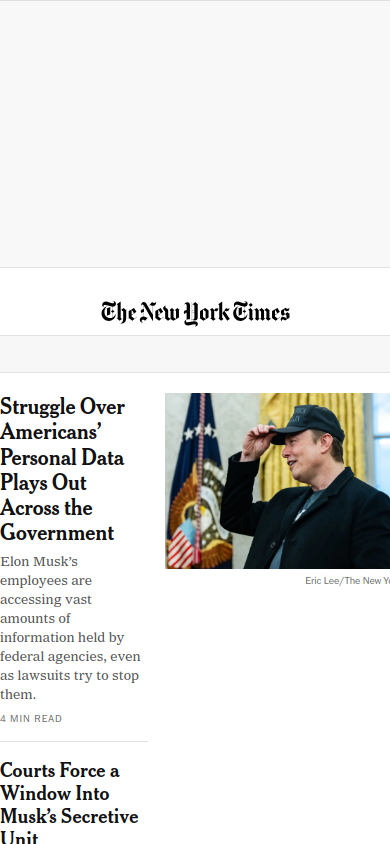 The New York Times
Struggle Over
Americans’
Personal Data
Plays Out
Across the
Government
Elon Musk’s
employees are
accessing vast
amounts of
information held by
federal agencies, even
as lawsuits try to stop
them.
4 MIN READ
Eric Lee/The New Yo
Courts Force a
Window Into
Musk’s Secretive
Unit